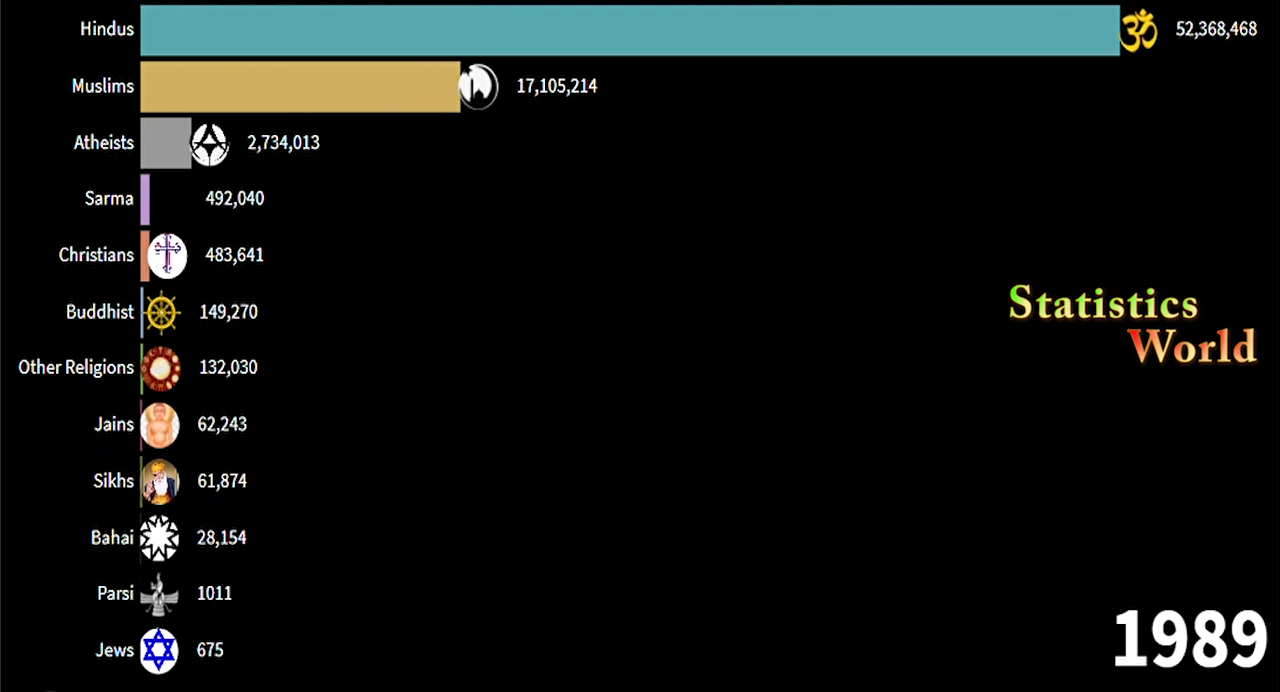 Hindus 52,368,468
Muslims 17,105,214
Atheists 2,734,013
Sarma 492,040
Christians 483,641
Buddhist 149,270
Other Religions 132,030
Jains 62,243
Sikhs 61,874
Bahai 28,154
Parsi 1011
Jews 675
Statistics
World
1989